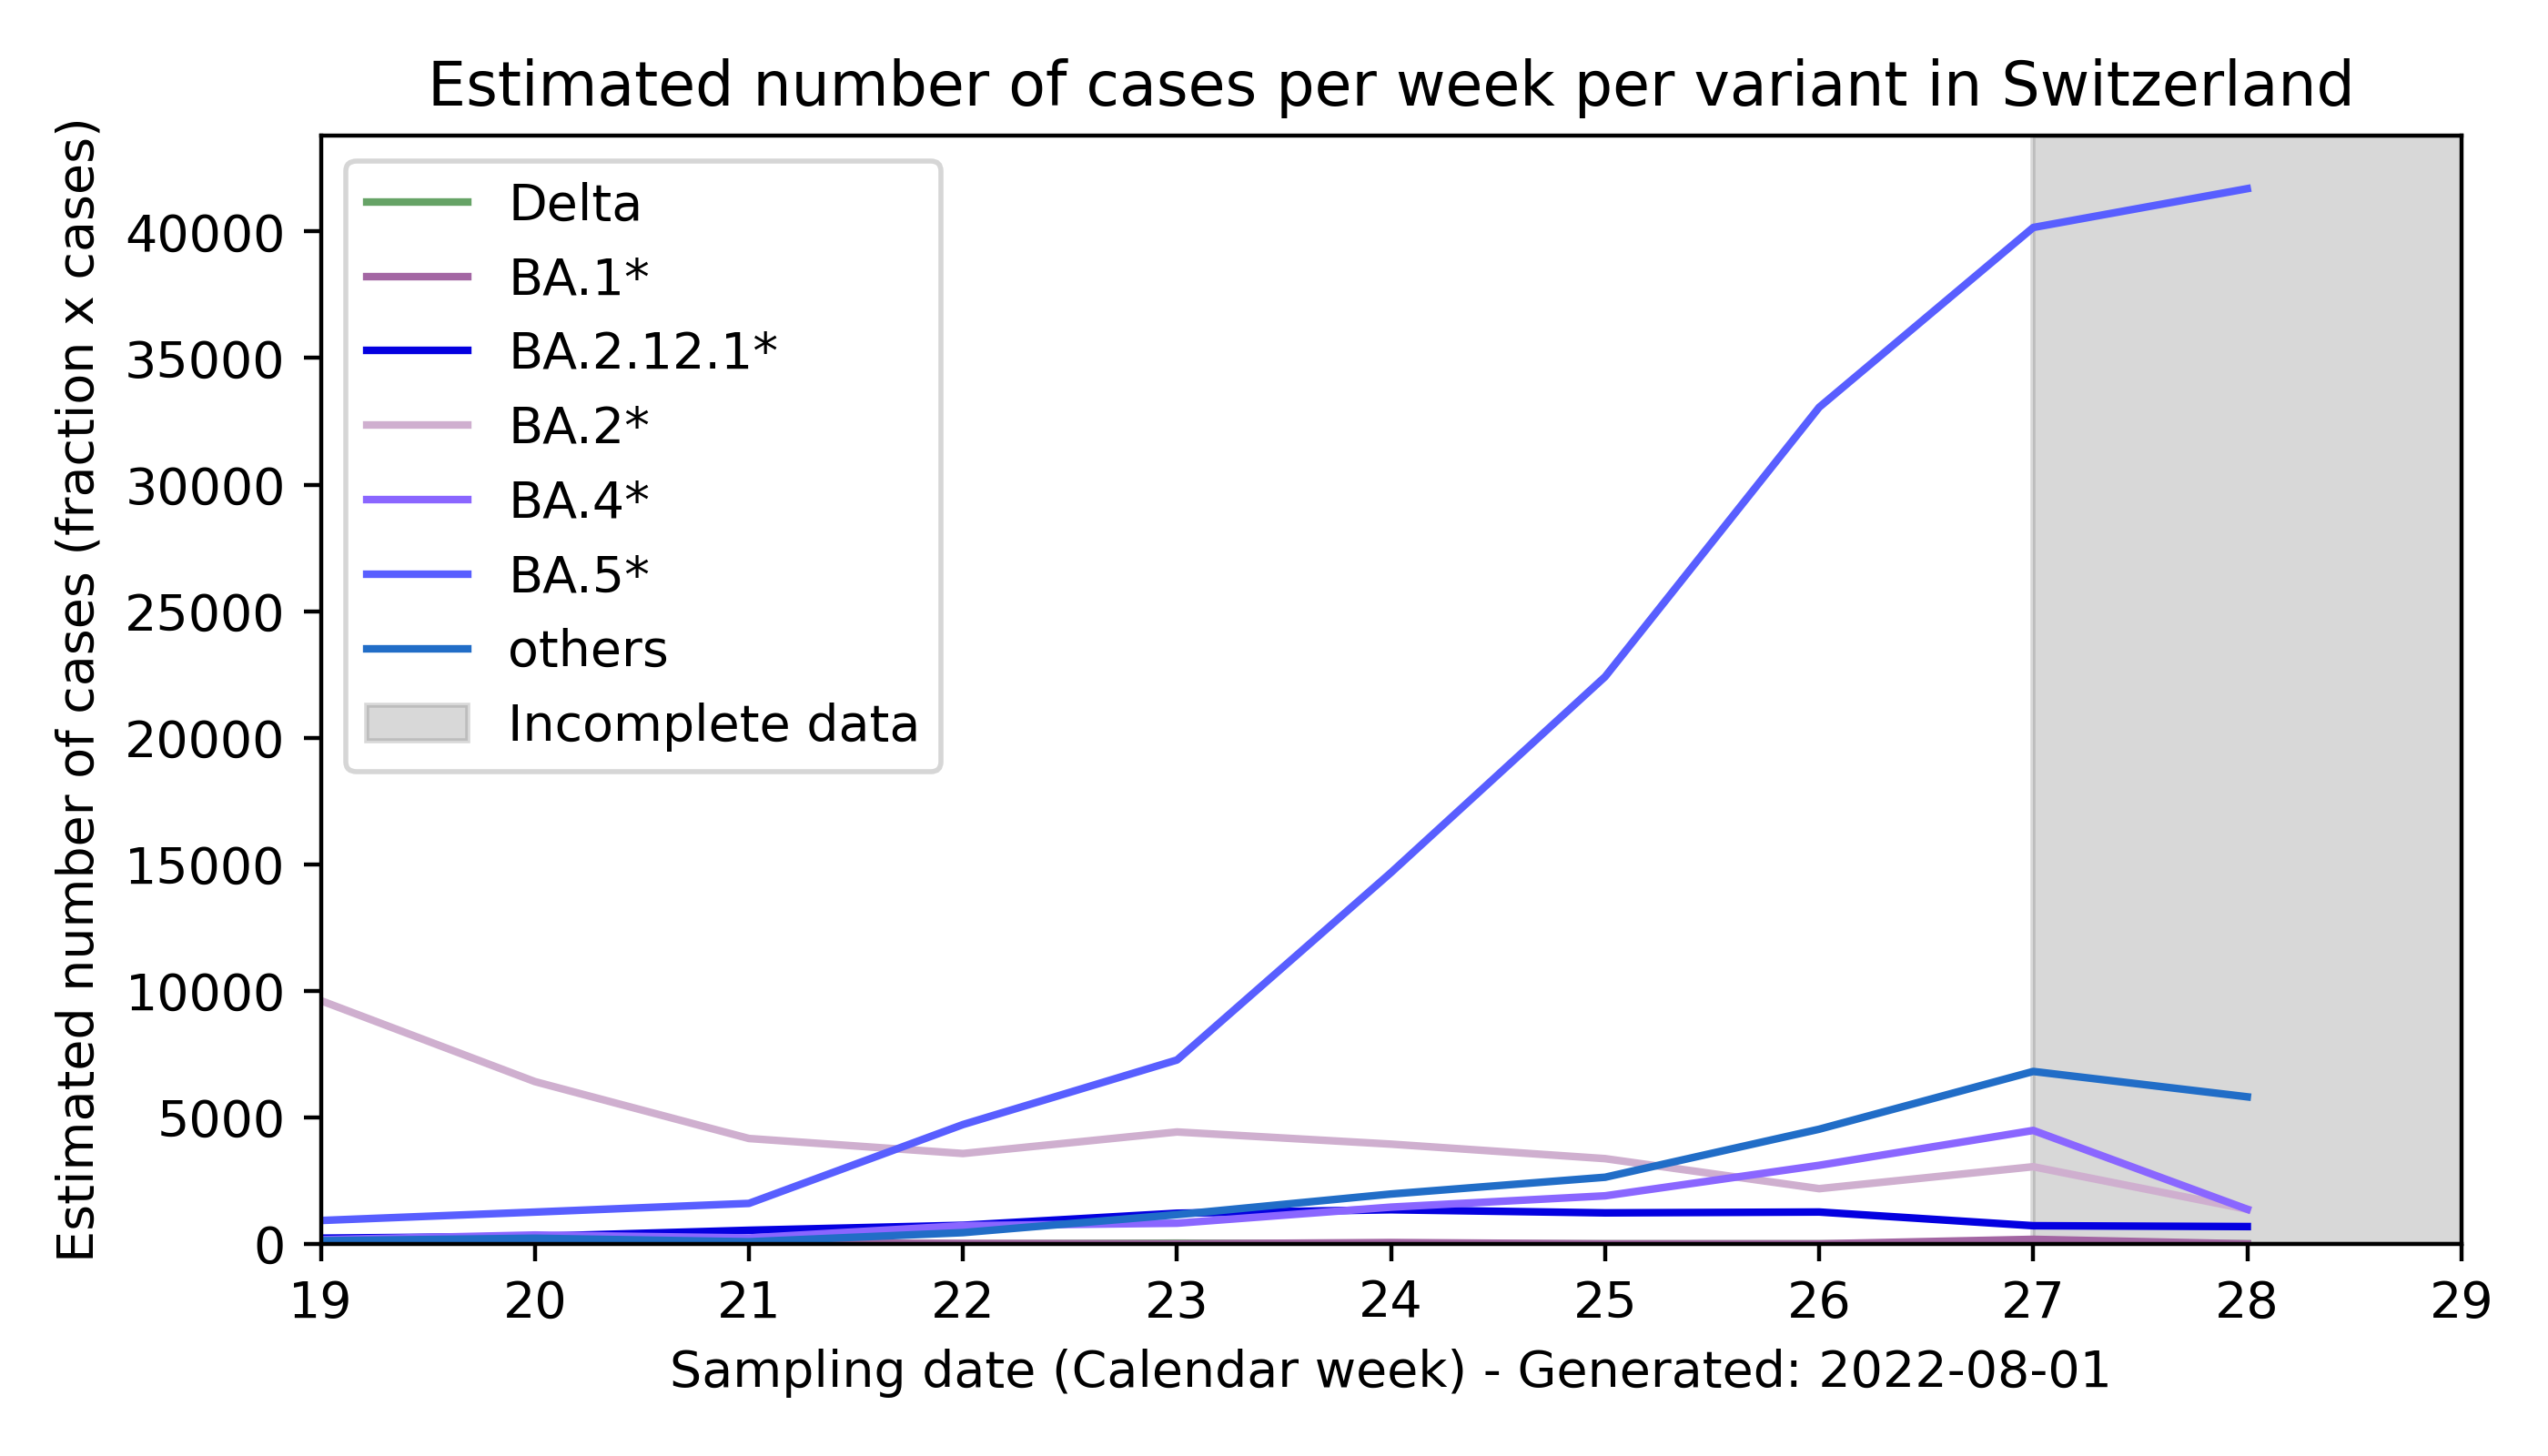 Estimated number of cases per week per variant in Switzerland
Estimated number of cases (fraction x cases)
40000
35000
30000
25000
20000
15000
10000
5000
0
Delta
BA.1*
BA.2.12.1*
BA.2*
BA.4*
BA.5*
others
Incomplete data
19 20 21 22 23 24 25 26 27 28 29
Sampling date (Calendar week) - Generated: 2022-08-01